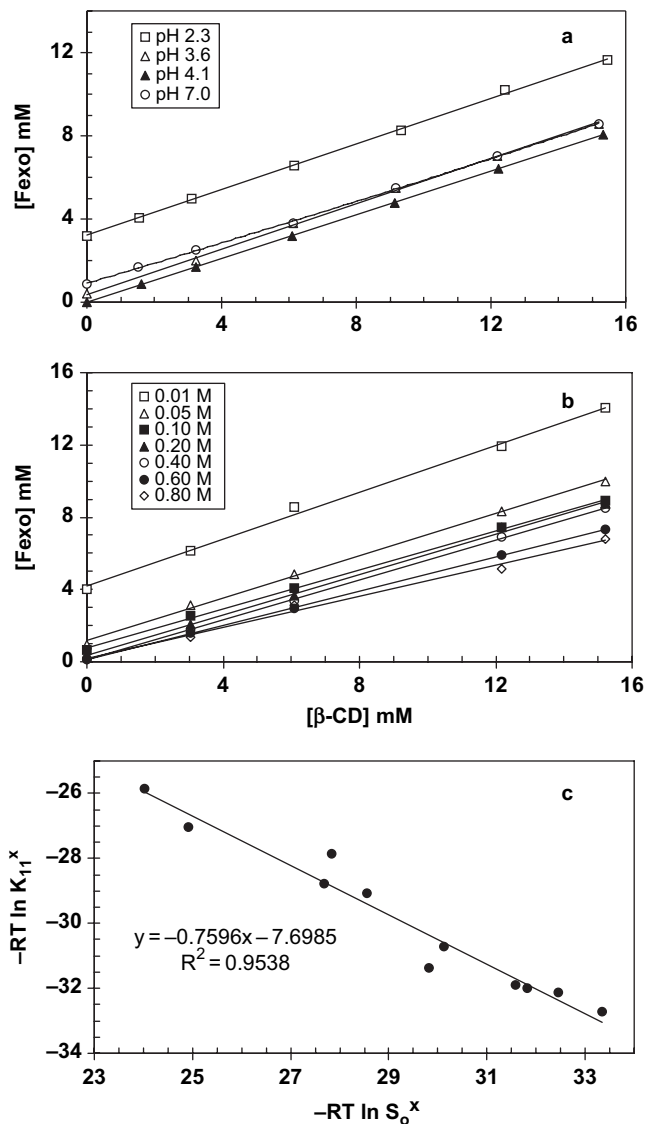 a
□ pH 2.3
△ pH 3.6
▲ pH 4.1
○ pH 7.0
[Fexo] mM
12
8
4
0
0 4 8 12 16
b
□ 0.01 M
△ 0.05 M
■ 0.10 M
▲ 0.20 M
○ 0.40 M
● 0.60 M
◇ 0.80 M
[Fexo] mM
16
12
8
4
0
0 4 8 12 16
[β-CD] mM
c
–RT ln K₁₁ˣ
–26
–28
–30
–32
–34
y = –0.7596x – 7.6985
R² = 0.9538
23 25 27 29 31 33
–RT ln Sₒˣ